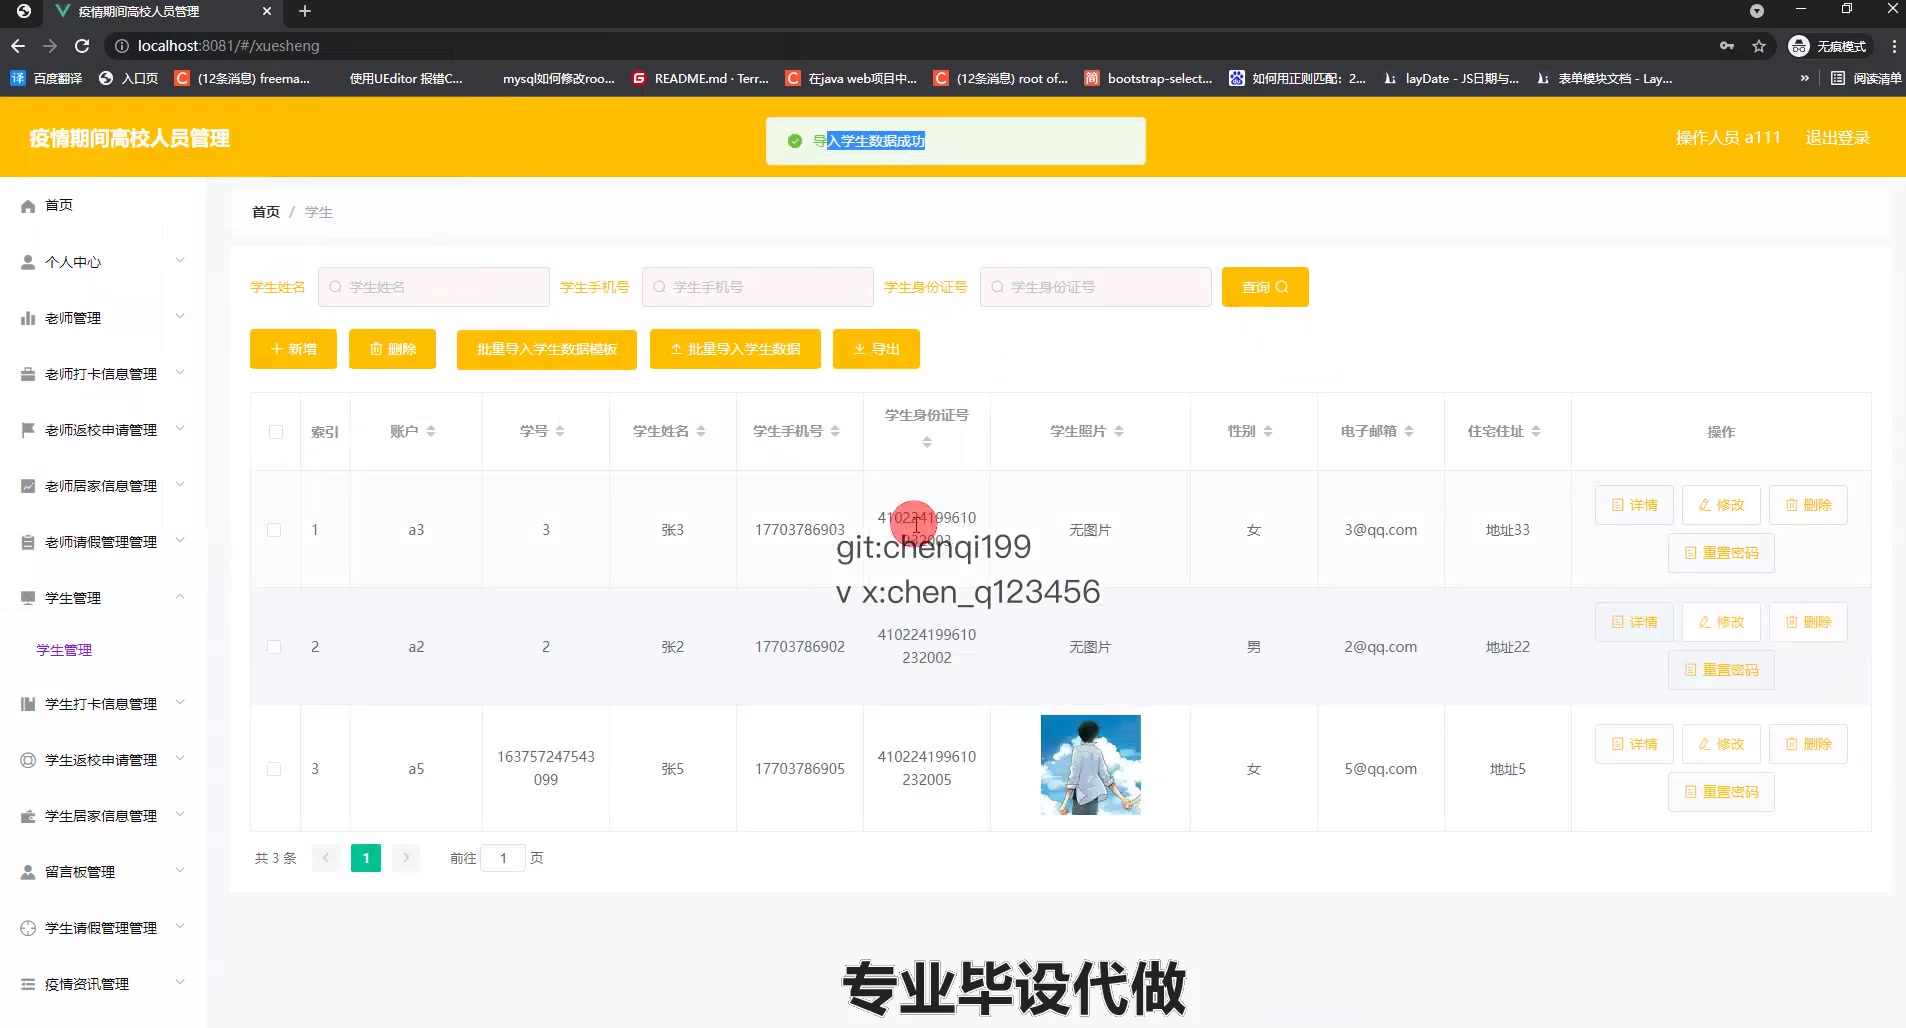 疫情期间高校人员管理
localhost:8081/#/xuesheng
无痕模式
百度翻译
入口页
(12条消息) freema...
使用UEditor 报错C...
mysql如何修改roo...
README.md · Terr...
在java web项目中...
(12条消息) root of...
bootstrap-select...
如何用正则匹配：2...
layDate - JS日期与...
表单模块文档 - Lay...
»
阅读清单
疫情期间高校人员管理
导入学生数据成功
操作人员 a111
退出登录
首页
个人中心
老师管理
老师打卡信息管理
老师返校申请管理
老师居家信息管理
老师请假管理管理
学生管理
学生管理
学生打卡信息管理
学生返校申请管理
学生居家信息管理
留言板管理
学生请假管理管理
疫情资讯管理
首页 / 学生
学生姓名 学生姓名 学生手机号 学生手机号 学生身份证号 学生身份证号 查询
新增 删除 批量导入学生数据模板 批量导入学生数据 导出
索引 账户 学号 学生姓名 学生手机号 学生身份证号 学生照片 性别 电子邮箱 住宅住址 操作
1 a3 3 张3 17703786903 410224199610 232003 无图片 女 3@qq.com 地址33 详情 修改 删除
重置密码
git:chenqi199
v x:chen_q123456
2 a2 2 张2 17703786902 410224199610 232002 无图片 男 2@qq.com 地址22 详情 修改 删除
重置密码
3 a5 163757247543 099 张5 17703786905 410224199610 232005 女 5@qq.com 地址5 详情 修改 删除
重置密码
共 3 条 1 前往 1 页
专业毕设代做